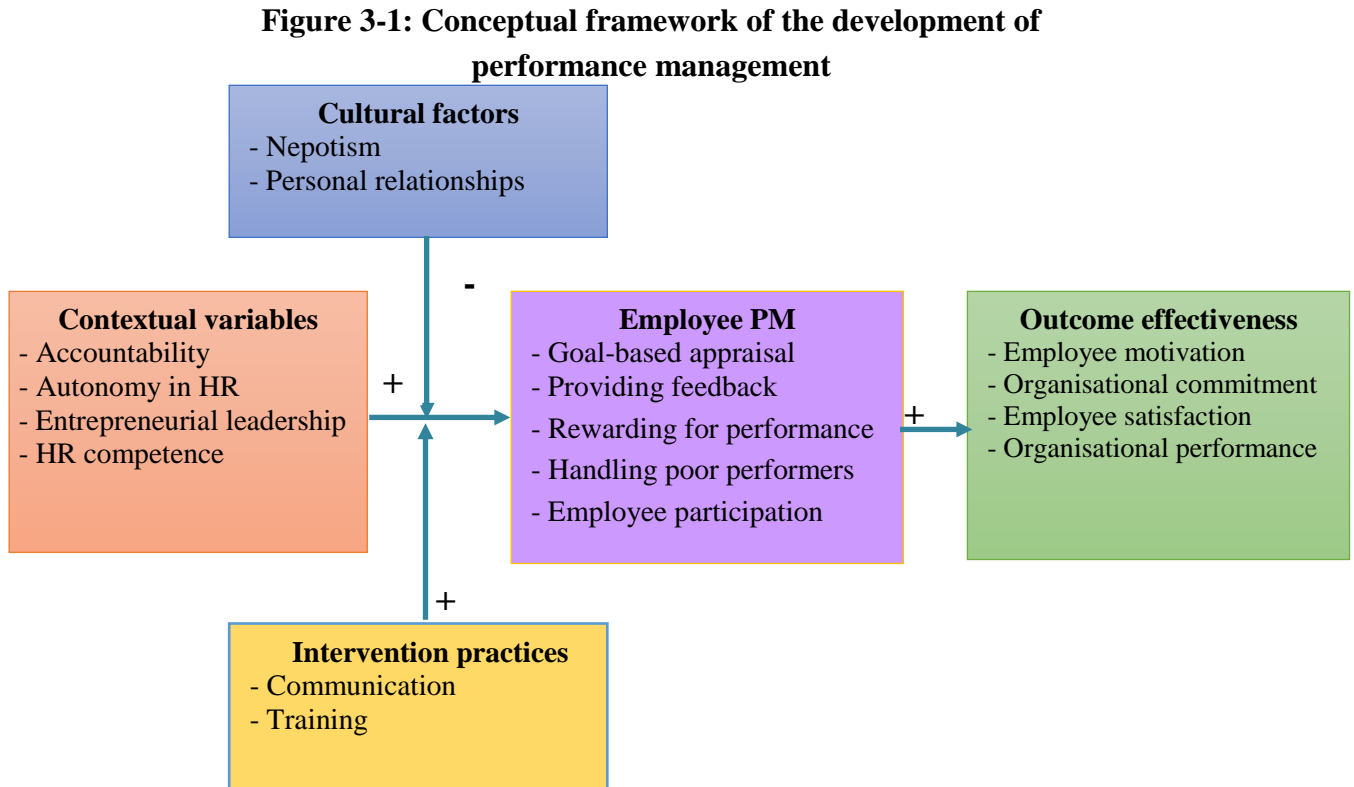 Figure 3-1: Conceptual framework of the development of
performance management
Cultural factors
- Nepotism
- Personal relationships
-
Contextual variables
- Accountability
- Autonomy in HR
- Entrepreneurial leadership
- HR competence
+
Employee PM
- Goal-based appraisal
- Providing feedback
- Rewarding for performance
- Handling poor performers
- Employee participation
+
Outcome effectiveness
- Employee motivation
- Organisational commitment
- Employee satisfaction
- Organisational performance
+
Intervention practices
- Communication
- Training